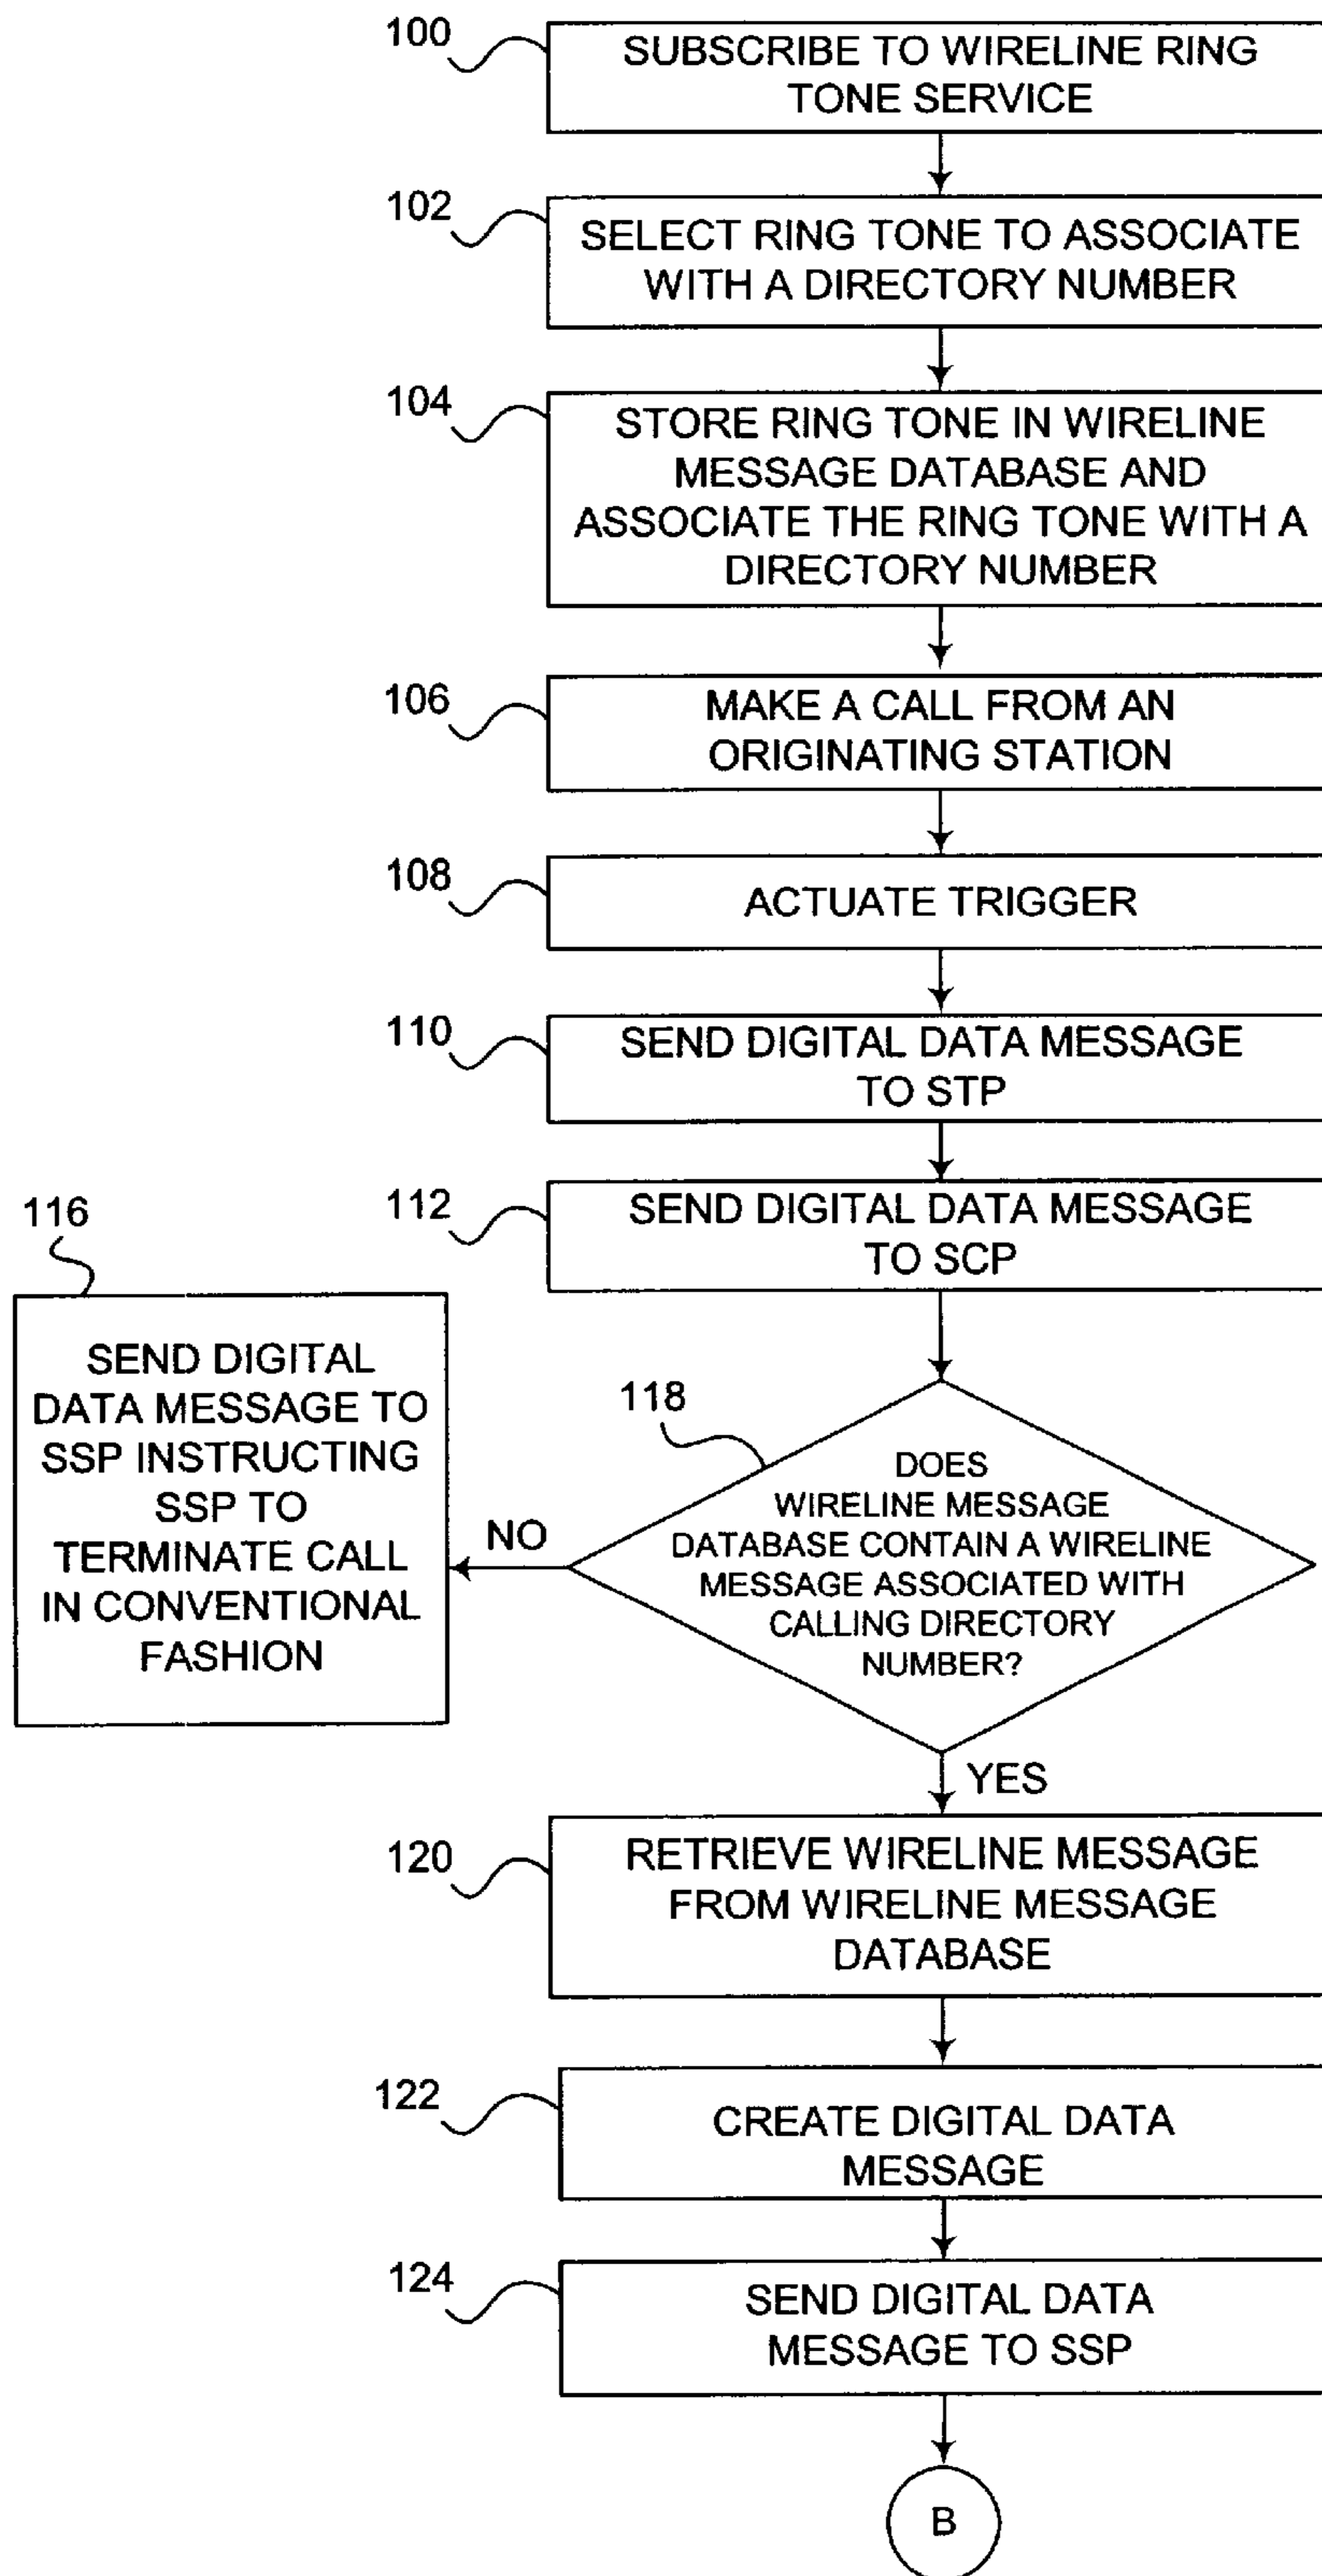 100
SUBSCRIBE TO WIRELINE RING
TONE SERVICE
102
SELECT RING TONE TO ASSOCIATE
WITH A DIRECTORY NUMBER
104
STORE RING TONE IN WIRELINE
MESSAGE DATABASE AND
ASSOCIATE THE RING TONE WITH A
DIRECTORY NUMBER
106
MAKE A CALL FROM AN
ORIGINATING STATION
108
ACTUATE TRIGGER
110
SEND DIGITAL DATA MESSAGE
TO STP
112
SEND DIGITAL DATA MESSAGE
TO SCP
116
SEND DIGITAL
DATA MESSAGE TO
SSP INSTRUCTING
SSP TO
TERMINATE CALL
IN CONVENTIONAL
FASHION
NO
118
DOES
WIRELINE MESSAGE
DATABASE CONTAIN A WIRELINE
MESSAGE ASSOCIATED WITH
CALLING DIRECTORY
NUMBER?
YES
120
RETRIEVE WIRELINE MESSAGE
FROM WIRELINE MESSAGE
DATABASE
122
CREATE DIGITAL DATA
MESSAGE
124
SEND DIGITAL DATA
MESSAGE TO SSP
B